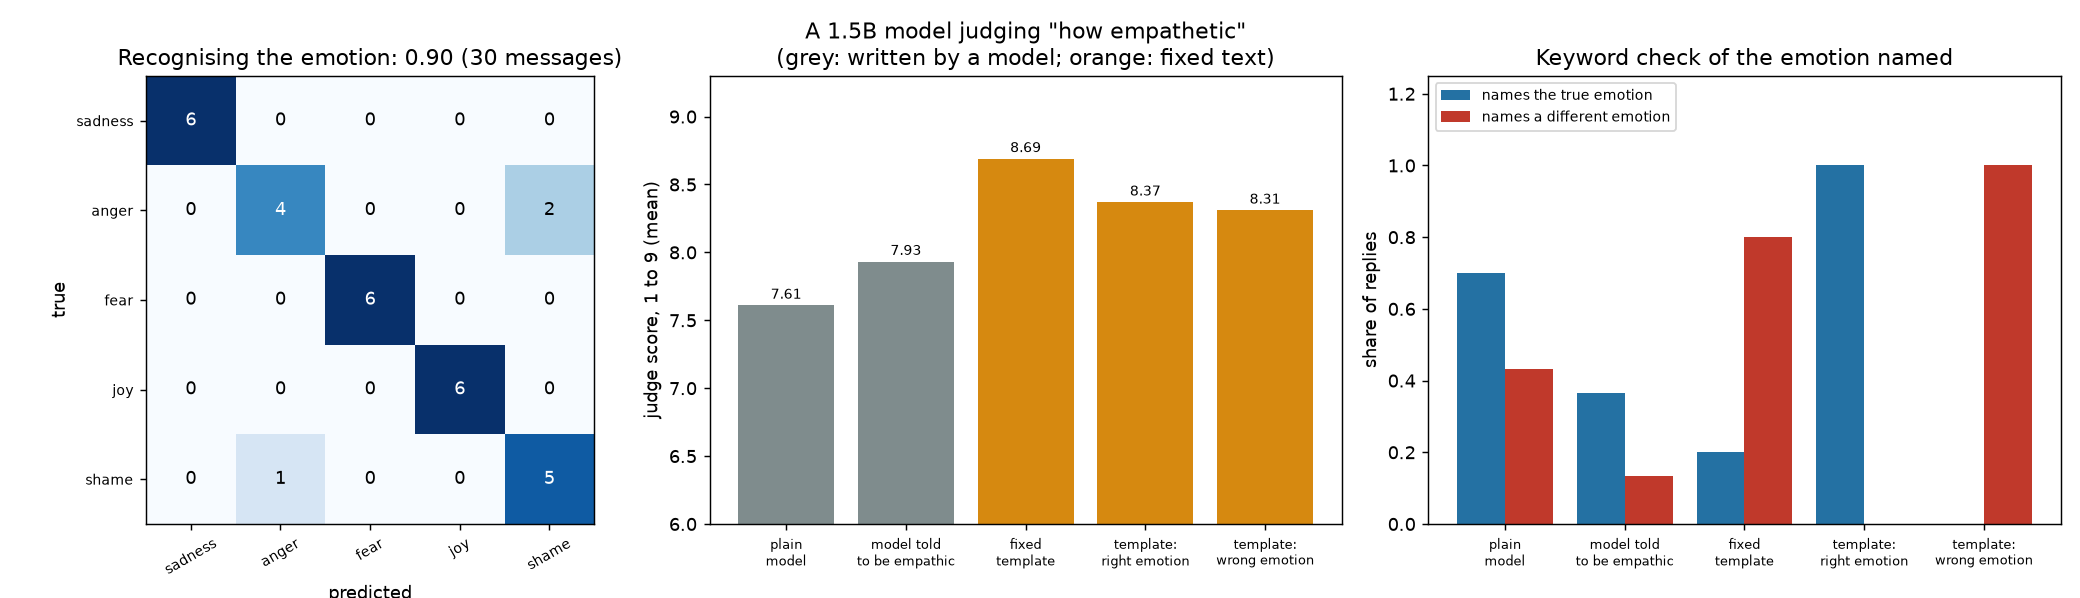 Recognising the emotion: 0.90 (30 messages)
sadness
anger
fear
joy
shame
true
6 0 0 0 0
0 4 0 0 2
0 0 6 0 0
0 0 0 6 0
0 1 0 0 5
sadness anger fear joy shame
predicted
A 1.5B model judging "how empathetic"
(grey: written by a model; orange: fixed text)
judge score, 1 to 9 (mean)
9.0
8.5
8.0
7.5
7.0
6.5
6.0
7.61
7.93
8.69
8.37
8.31
plain
model
model told
to be empathic
fixed
template
template:
right emotion
template:
wrong emotion
Keyword check of the emotion named
names the true emotion
names a different emotion
share of replies
1.2
1.0
0.8
0.6
0.4
0.2
0.0
plain
model
model told
to be empathic
fixed
template
template:
right emotion
template:
wrong emotion